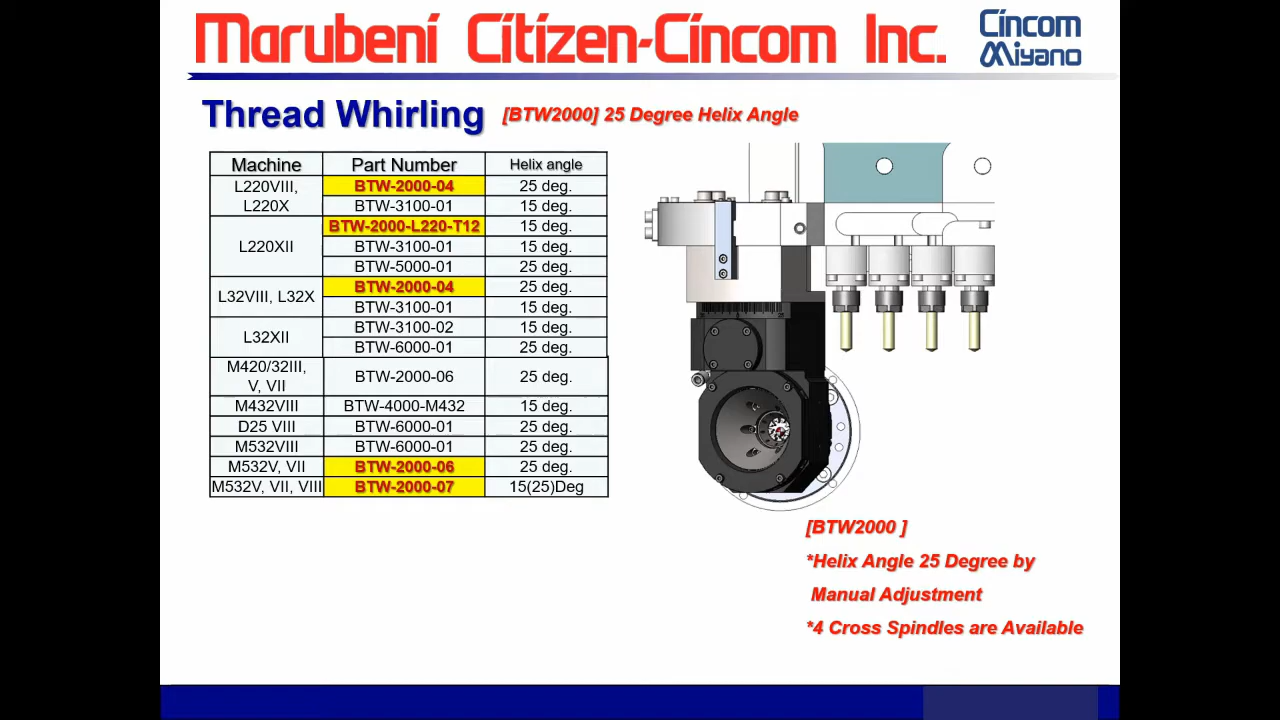 Marubeni Citizen-Cincom Inc.
Cincom
Miyano
Thread Whirling [BTW2000] 25 Degree Helix Angle
Machine Part Number Helix angle
L220VIII, L220X BTW-2000-04 25 deg.
BTW-3100-01 15 deg.
L220XII BTW-2000-L220-T12 15 deg.
BTW-3100-01 15 deg.
BTW-5000-01 25 deg.
L32VIII, L32X BTW-2000-04 25 deg.
BTW-3100-01 15 deg.
L32XII BTW-3100-02 15 deg.
BTW-6000-01 25 deg.
M420/32III, V, VII BTW-2000-06 25 deg.
M432VIII BTW-4000-M432 15 deg.
D25 VIII BTW-6000-01 25 deg.
M532VIII BTW-6000-01 25 deg.
M532V, VII BTW-2000-06 25 deg.
M532V, VII, VIII BTW-2000-07 15(25)Deg
[BTW2000 ]
*Helix Angle 25 Degree by
Manual Adjustment
*4 Cross Spindles are Available